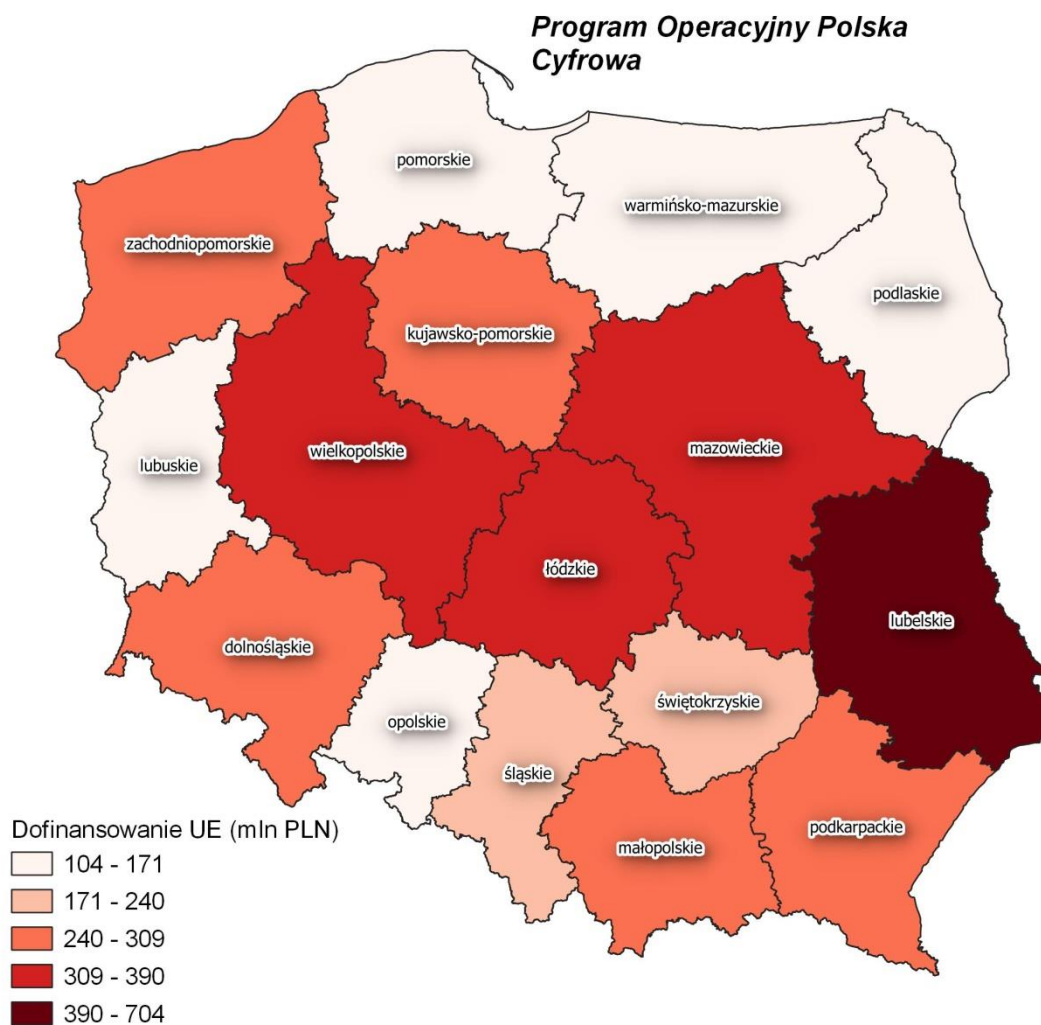 Program Operacyjny Polska
Cyfrowa
pomorskie
warmińsko-mazurskie
zachodniopomorskie
podlaskie
kujawsko-pomorskie
wielkopolskie
mazowieckie
lubuskie
łódzkie
lubelskie
dolnośląskie
świętokrzyskie
opolskie
śląskie
podkarpackie
małopolskie
Dofinansowanie UE (mln PLN)
104 - 171
171 - 240
240 - 309
309 - 390
390 - 704